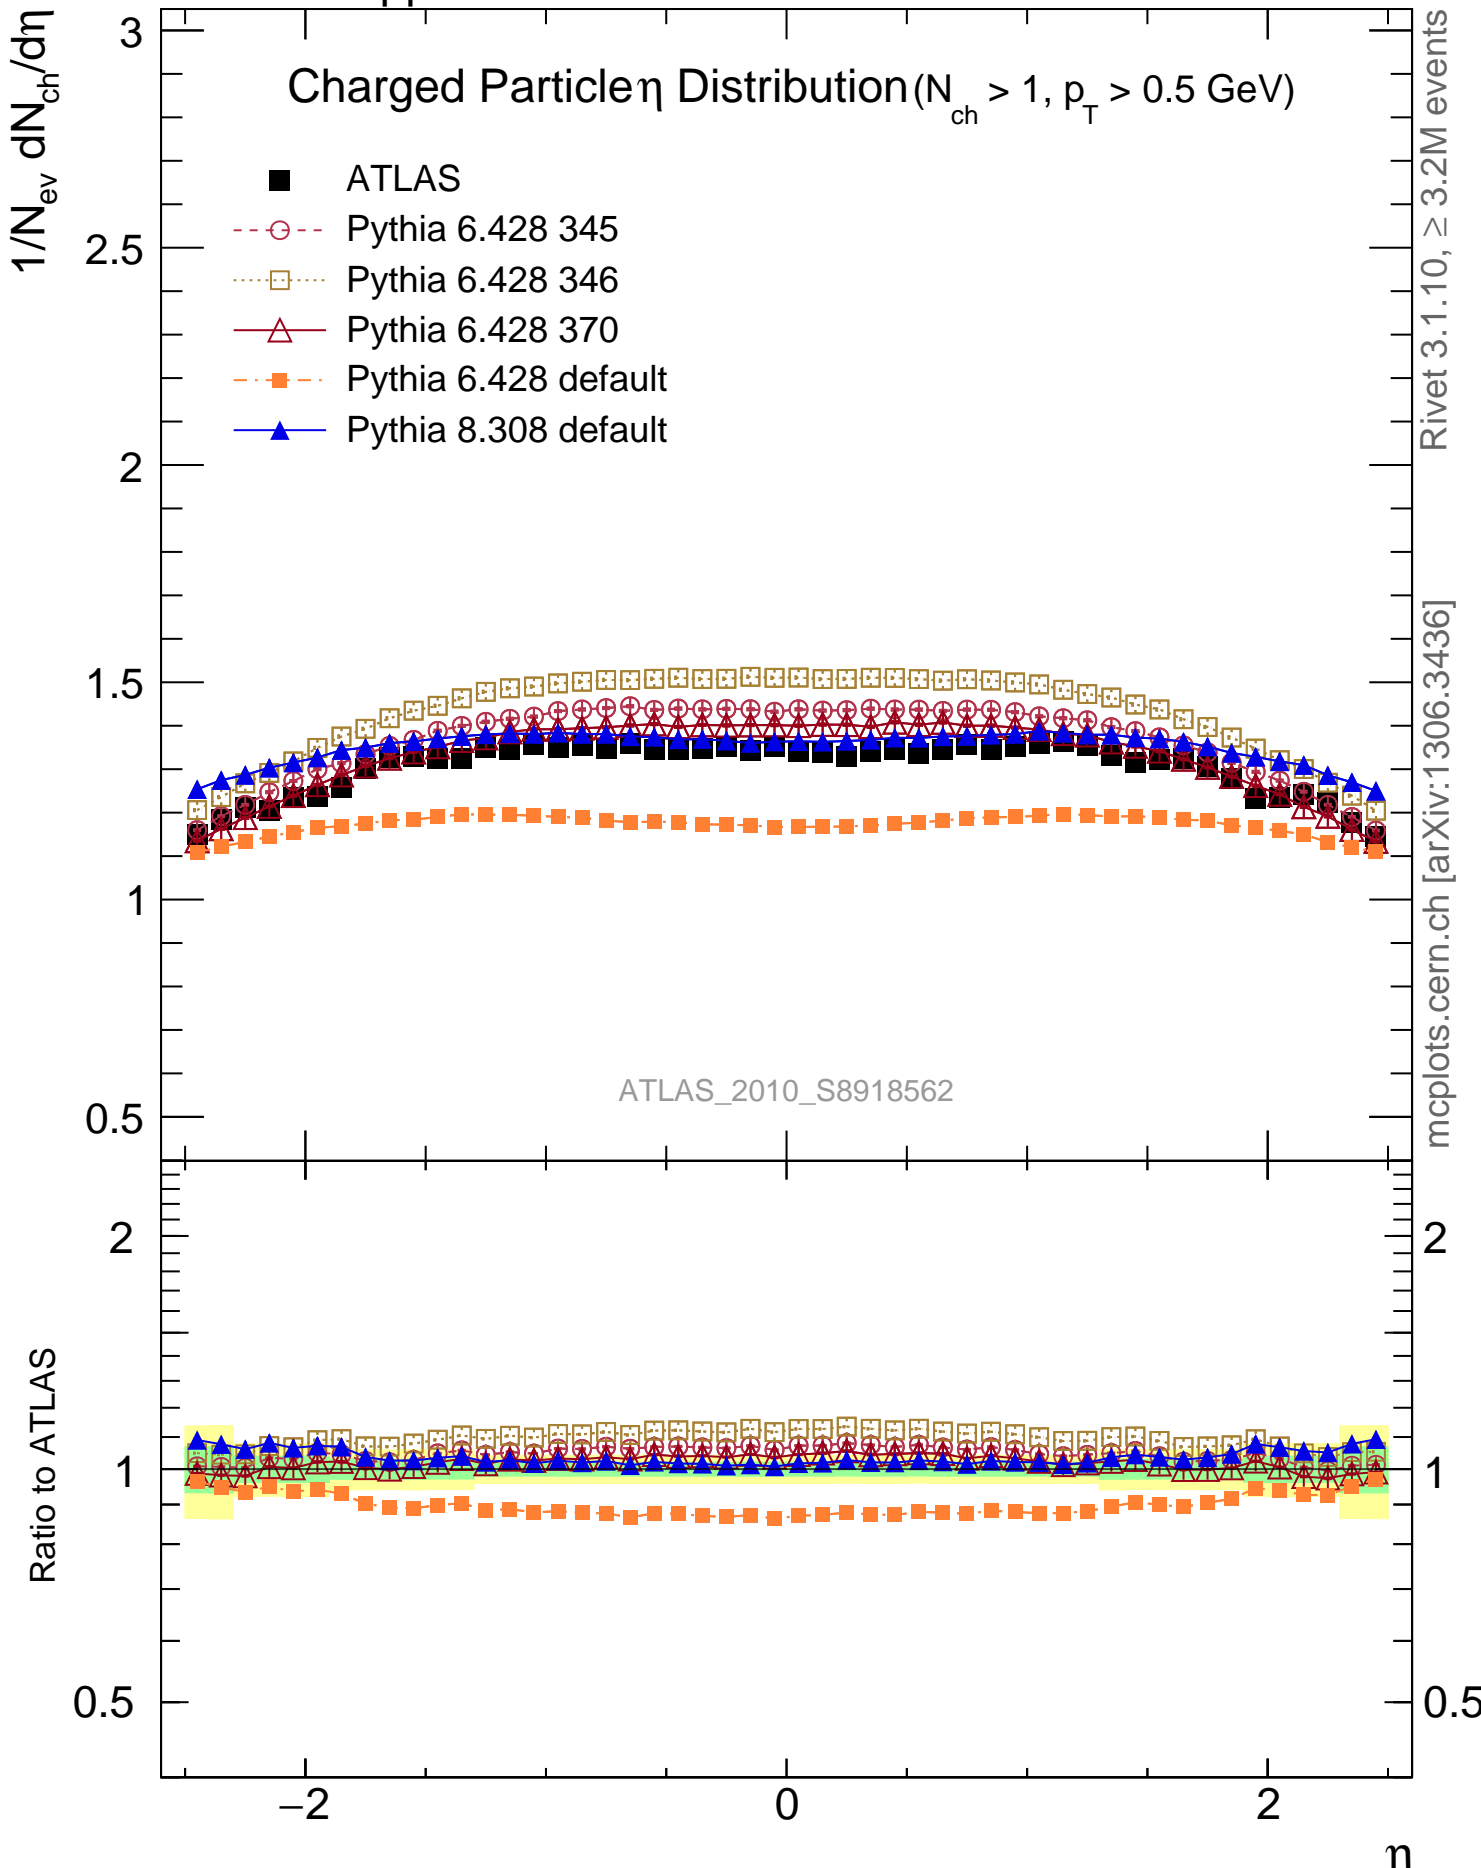 1/N_ev dN_ch/dη
Charged Particle η Distribution (N_ch > 1, p_T > 0.5 GeV)
ATLAS
Pythia 6.428 345
Pythia 6.428 346
Pythia 6.428 370
Pythia 6.428 default
Pythia 8.308 default
3
2.5
2
1.5
1
0.5
ATLAS_2010_S8918562
Rivet 3.1.10, ≥ 3.2M events
mcplots.cern.ch [arXiv:1306.3436]
Ratio to ATLAS
2
1
0.5
2
1
0.5
−2
0
2
η